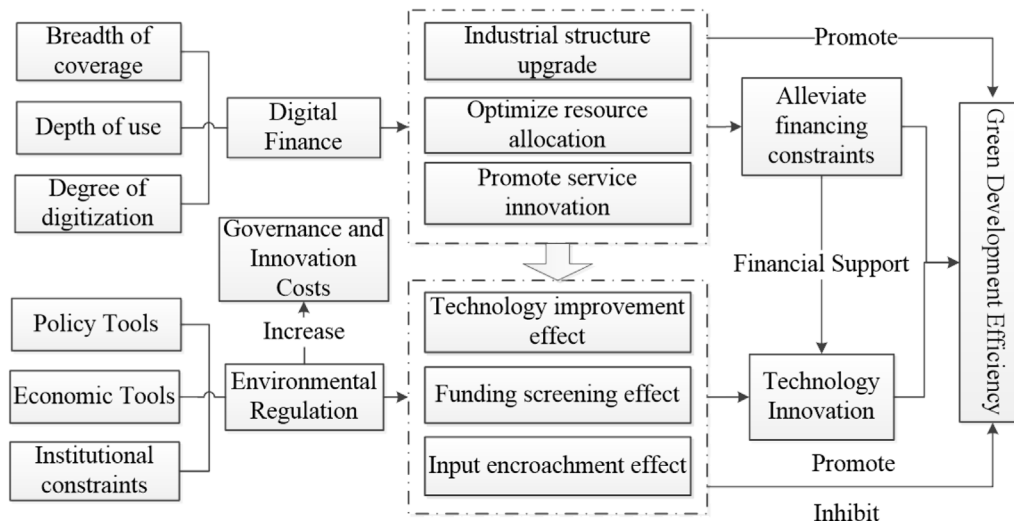 Breadth of
coverage
Depth of use
Degree of
digitization
Digital
Finance
Industrial structure
upgrade
Optimize resource
allocation
Promote service
innovation
Promote
Alleviate
financing
constraints
Green Development Efficiency
Governance and
Innovation
Costs
Increase
Financial Support
Policy Tools
Economic Tools
Institutional
constraints
Environmental
Regulation
Technology improvement
effect
Funding screening effect
Input encroachment effect
Technology
Innovation
Promote
Inhibit